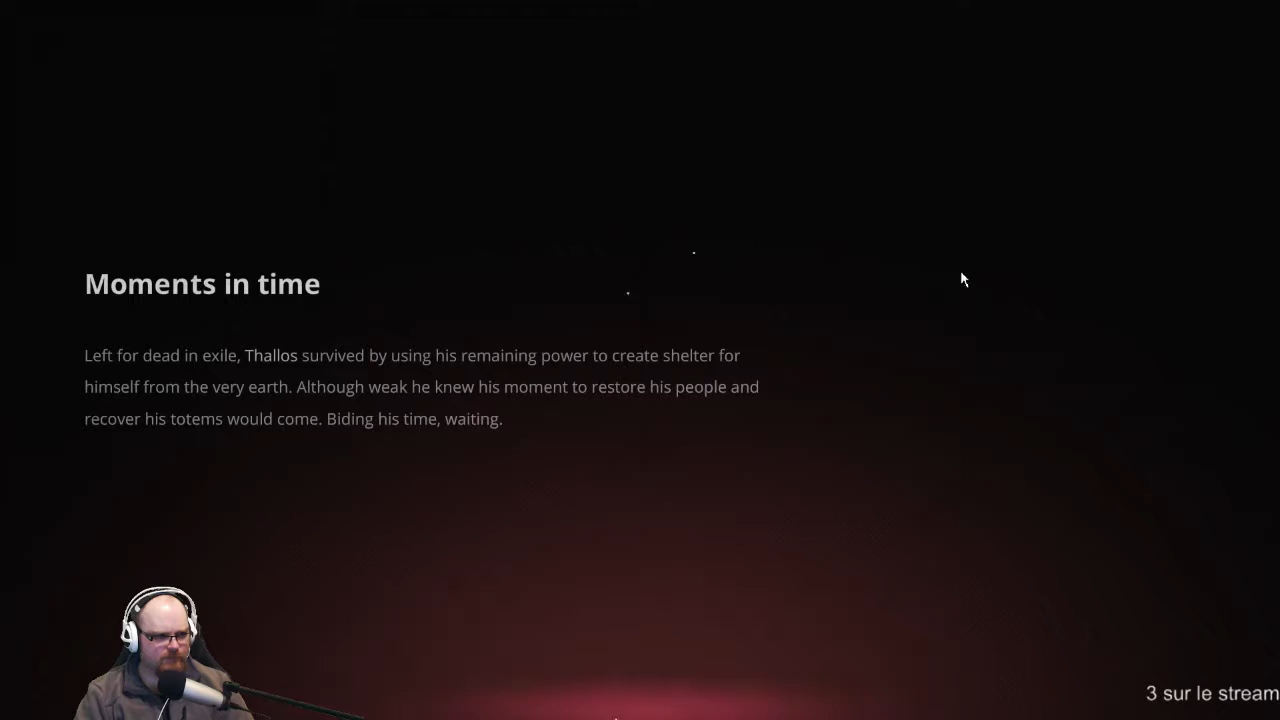 Moments in time
Left for dead in exile, Thallos survived by using his remaining power to create shelter for
himself from the very earth. Although weak he knew his moment to restore his people and
recover his totems would come. Biding his time, waiting.
3 sur le stream